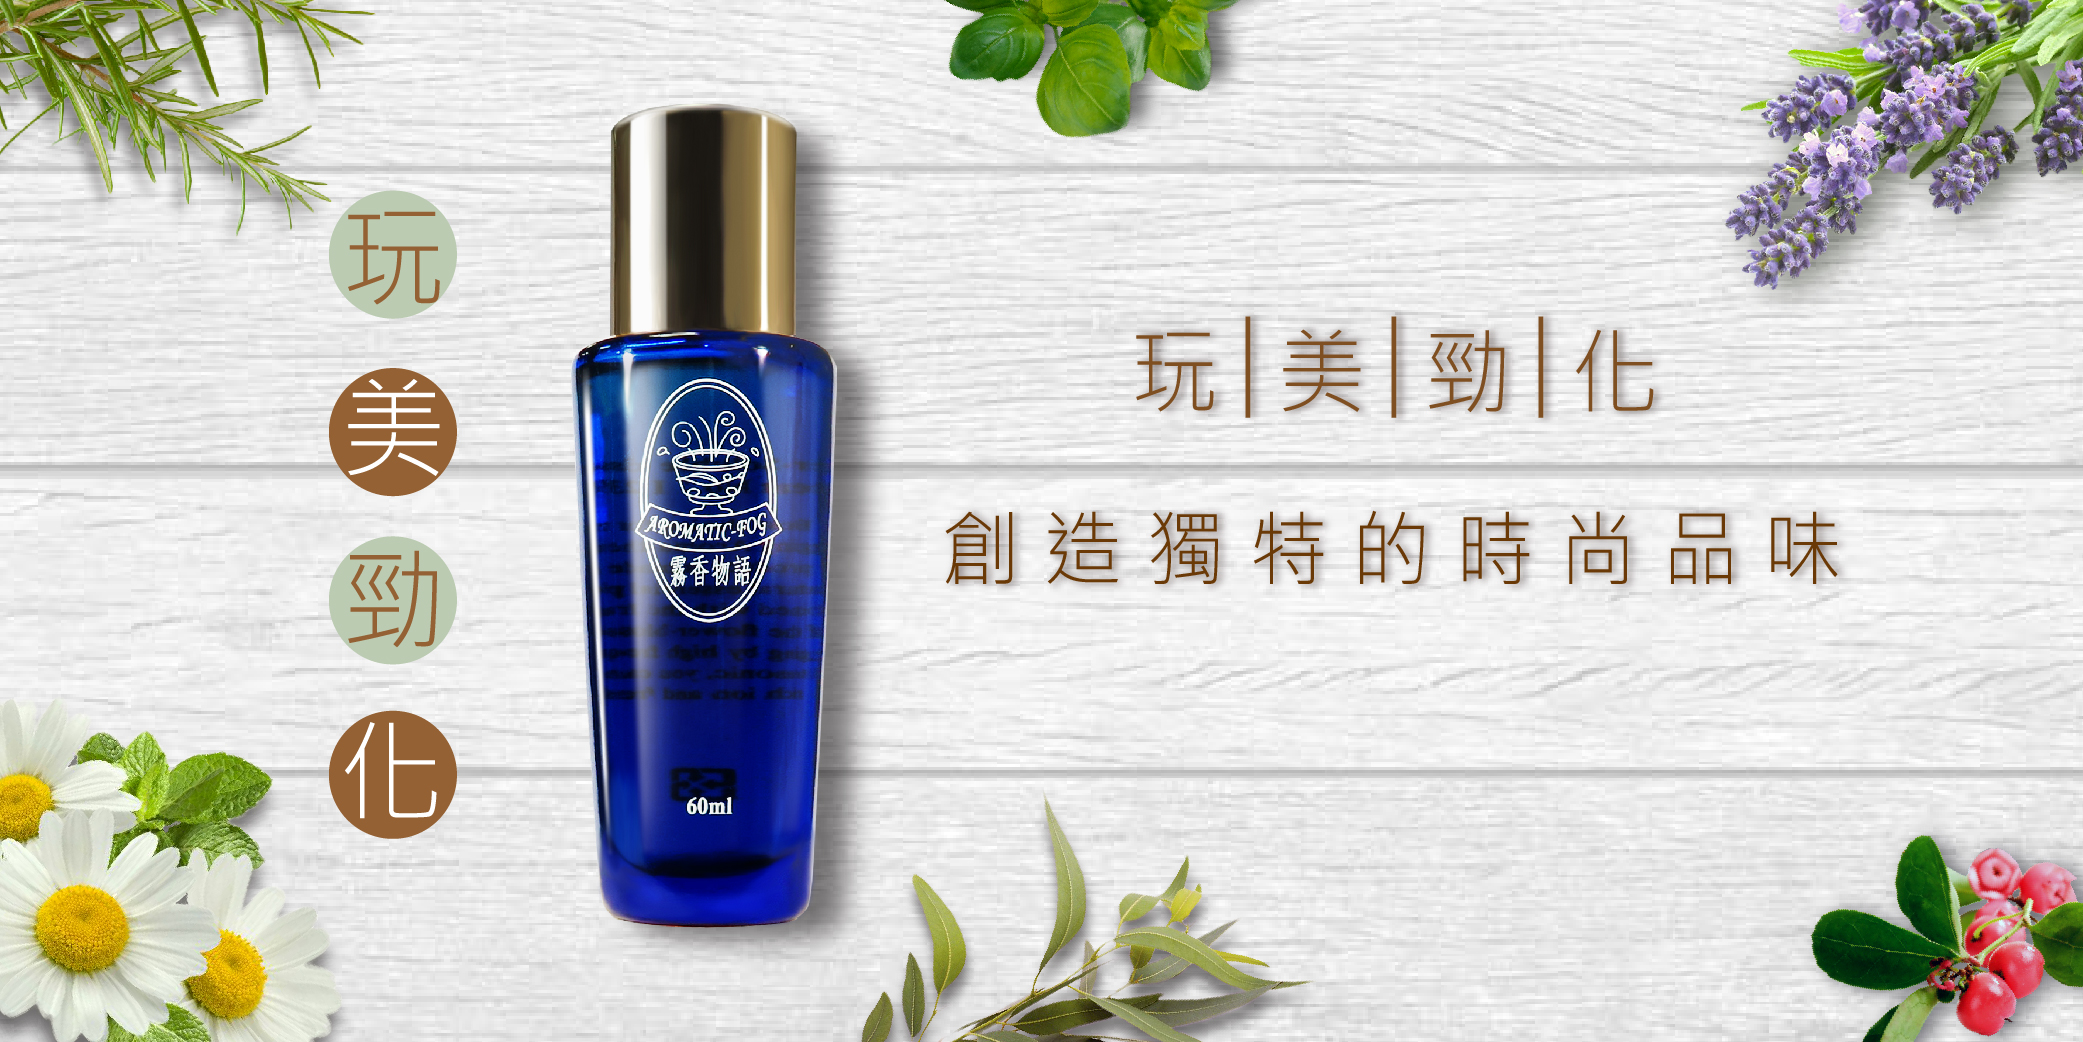 玩
美
勁
化
AROMATIC-FOG
霧香物語
60ml
玩|美|勁|化
創造獨特的時尚品味